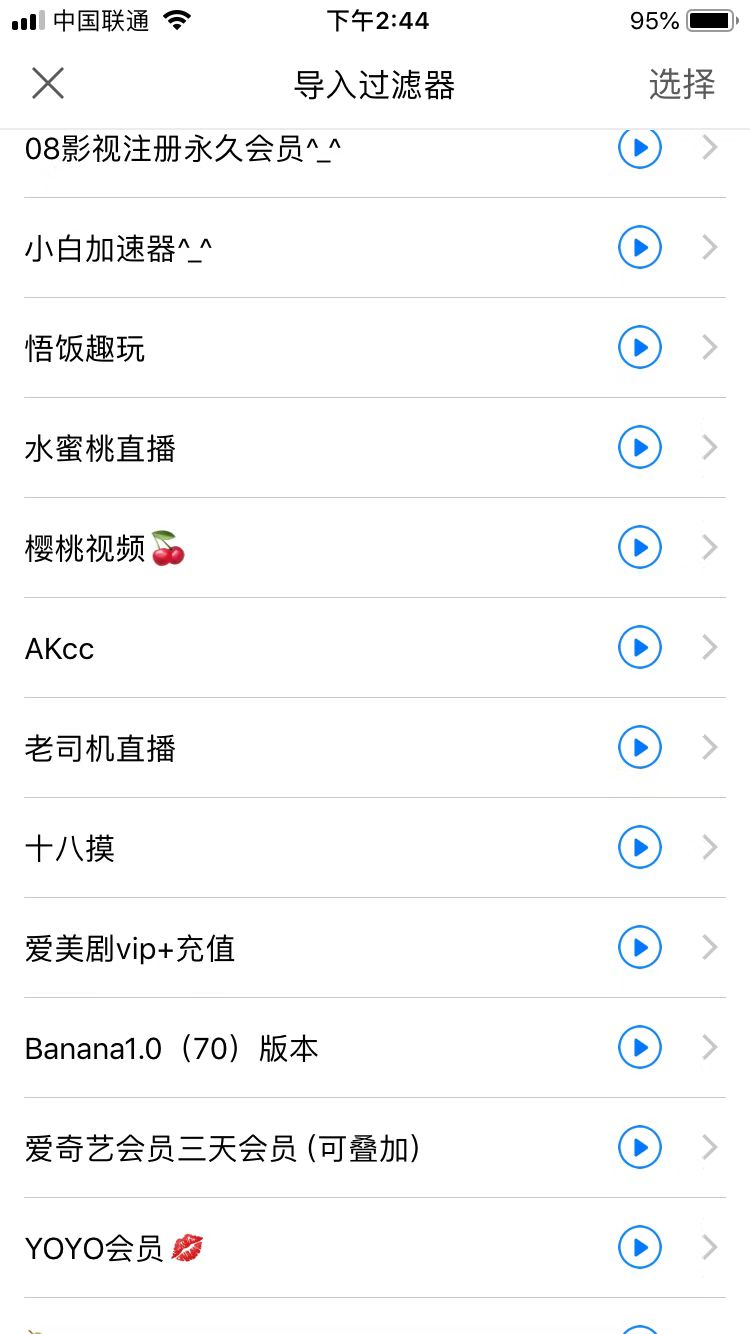 中国联通
下午2:44
95%
导入过滤器
选择
08影视注册永久会员^_^
小白加速器^_^
悟饭趣玩
水蜜桃直播
樱桃视频🍒
AKcc
老司机直播
十八摸
爱美剧vip+充值
Banana1.0（70）版本
爱奇艺会员三天会员 (可叠加)
YOYO会员💋